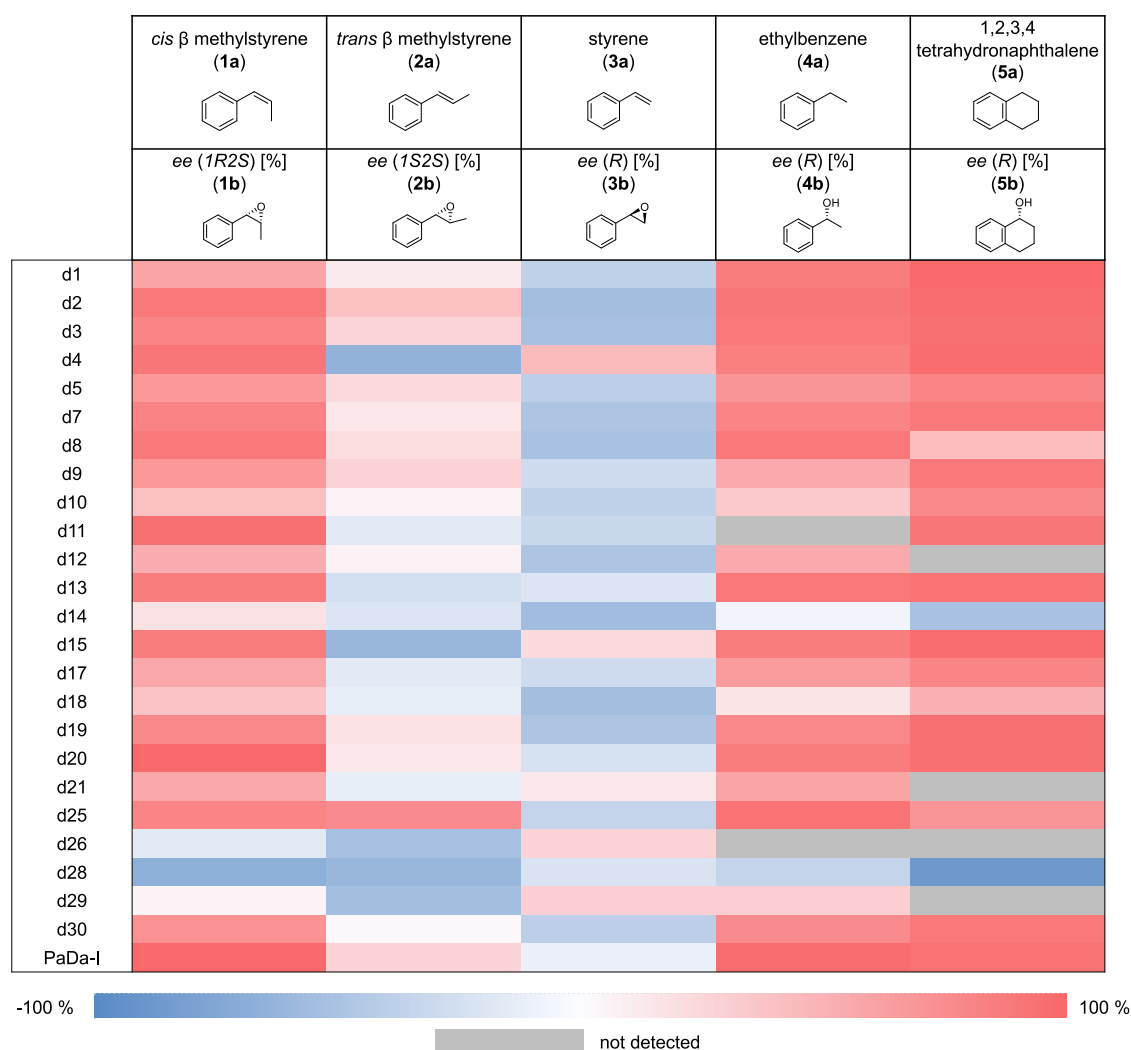 cis β methylstyrene
(1a)
trans β methylstyrene
(2a)
styrene
(3a)
ethylbenzene
(4a)
1,2,3,4
tetrahydronaphthalene
(5a)
ee (1R2S) [%]
(1b)
O
ee (1S2S) [%]
(2b)
O
ee (R) [%]
(3b)
O
ee (R) [%]
(4b)
OH
ee (R) [%]
(5b)
OH
d1
d2
d3
d4
d5
d7
d8
d9
d10
d11
d12
d13
d14
d15
d17
d18
d19
d20
d21
d25
d26
d28
d29
d30
PaDa-I
-100 %
100 %
not detected